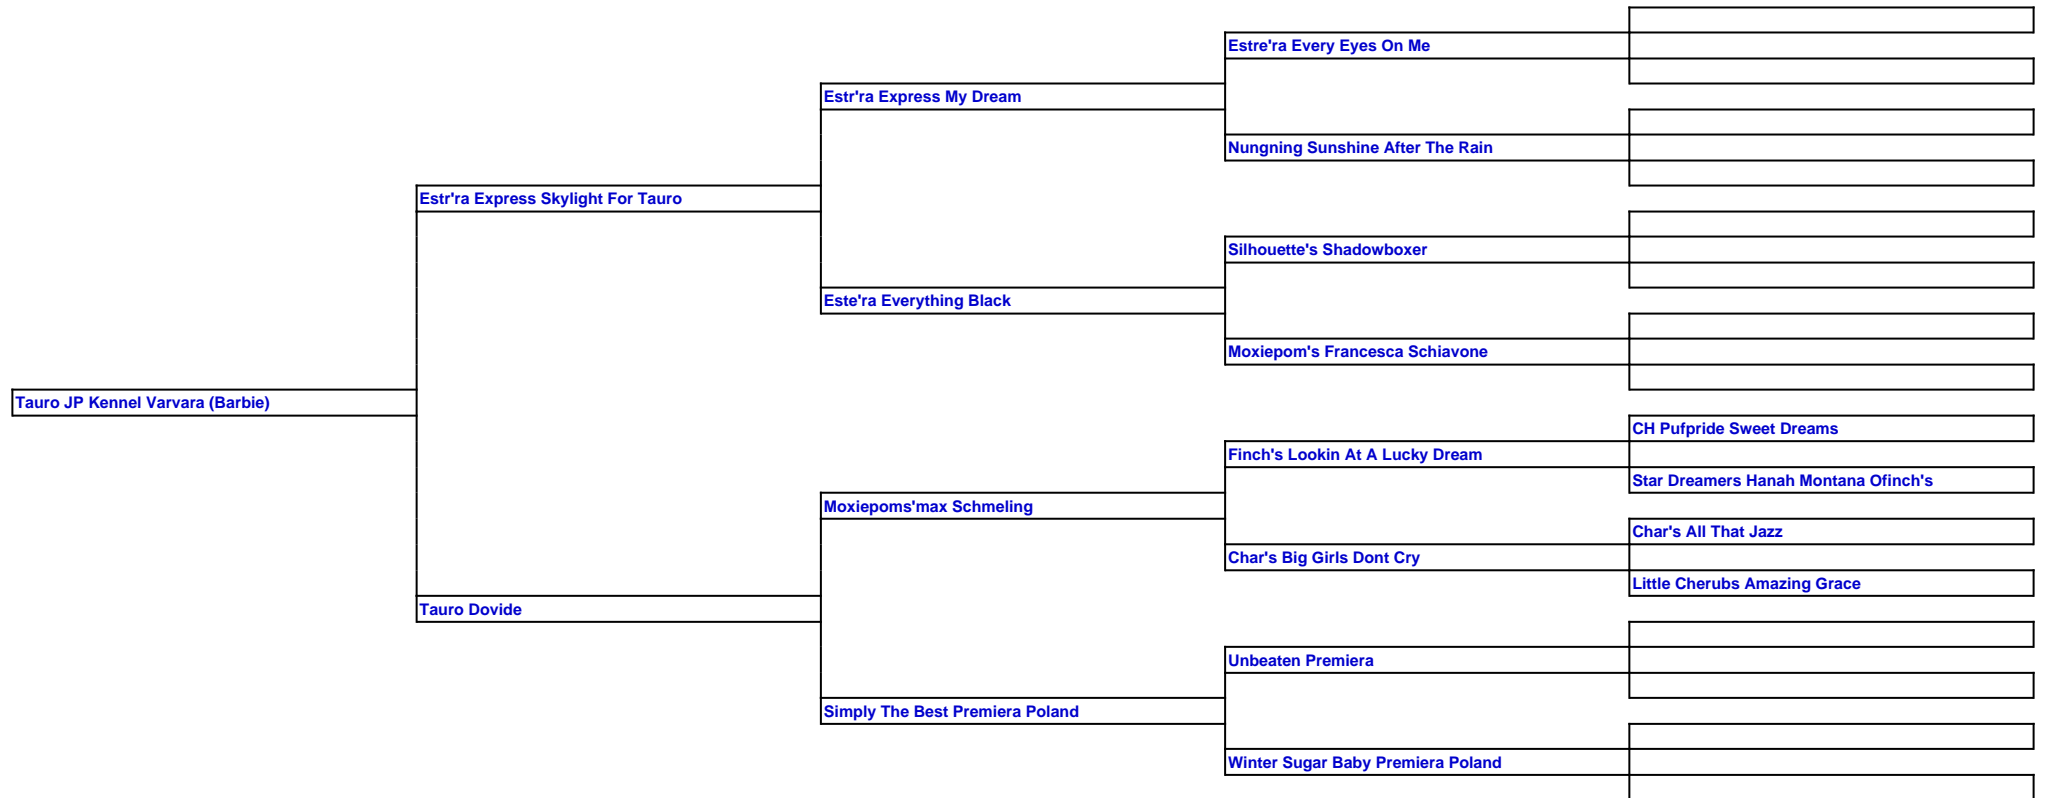 Estre'ra Every Eyes On Me
Estr'ra Express My Dream
Nungning Sunshine After The Rain
Estr'ra Express Skylight For Tauro
Silhouette's Shadowboxer
Este'ra Everything Black
Moxiepom's Francesca Schiavone
Tauro JP Kennel Varvara (Barbie)
CH Pufpride Sweet Dreams
Finch's Lookin At A Lucky Dream
Star Dreamers Hanah Montana Ofinch's
Moxiepoms'max Schmeling
Char's All That Jazz
Char's Big Girls Dont Cry
Little Cherubs Amazing Grace
Tauro Dovide
Unbeaten Premiera
Simply The Best Premiera Poland
Winter Sugar Baby Premiera Poland